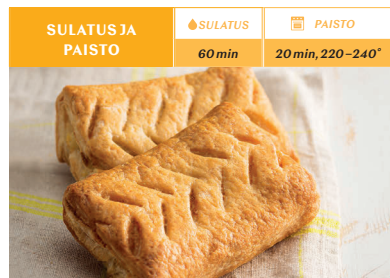 SULATUS JA
PAISTO
SULATUS
60 min
PAISTO
20 min, 220–240°